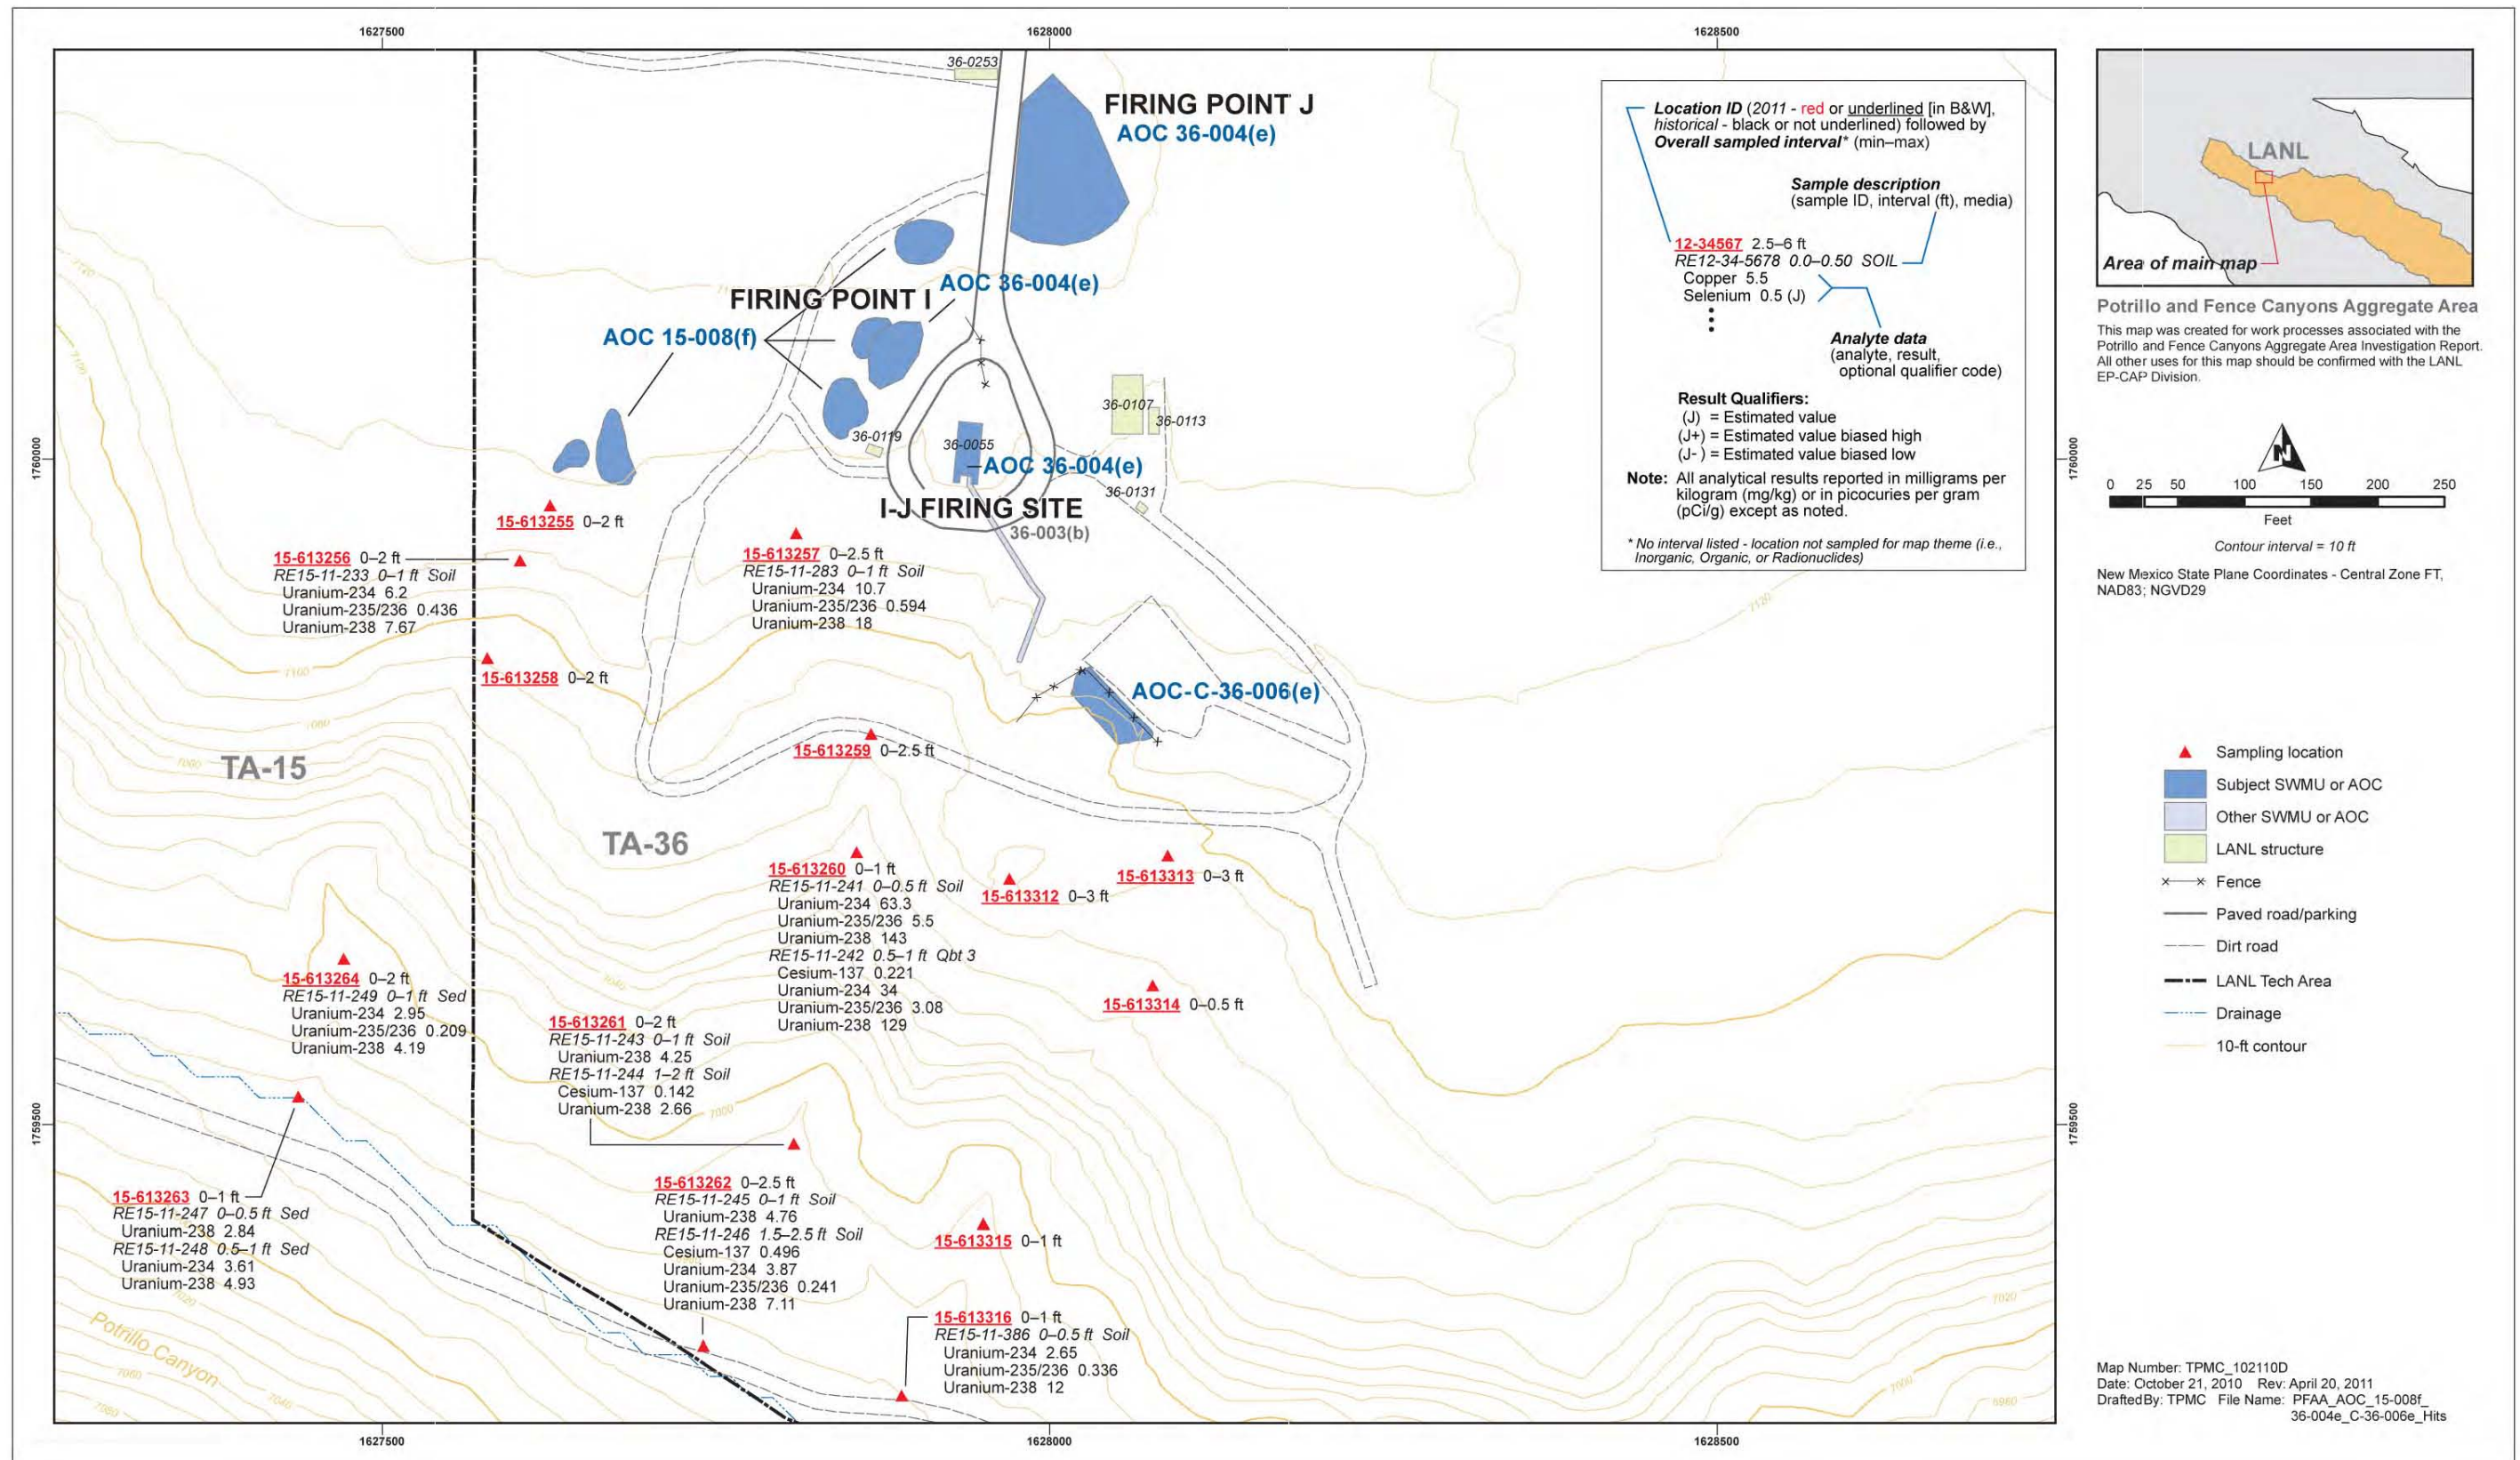 1627500
1628000
1628500
36-0253
FIRING POINT J
AOC 36-004(e)
7120
FIRING POINT I
AOC 36-004(e)
AOC 15-008(f)
7100
36-0107
36-0113
36-0119
36-0055
AOC 36-004(e)
1760000
1760000
36-0131
I-J FIRING SITE
36-003(b)
15-613255 0–2 ft
15-613256 0–2 ft
RE15-11-233 0–1 ft Soil
Uranium-234 6.2
Uranium-235/236 0.436
Uranium-238 7.67
15-613257 0–2.5 ft
RE15-11-283 0–1 ft Soil
Uranium-234 10.7
Uranium-235/236 0.594
Uranium-238 18
7120
7100
15-613258 0–2 ft
AOC-C-36-006(e)
7080
15-613259 0–2.5 ft
7060
TA-15
TA-36
15-613260 0–1 ft
RE15-11-241 0–0.5 ft Soil
Uranium-234 63.3
Uranium-235/236 5.5
Uranium-238 143
RE15-11-242 0.5–1 ft Qbt 3
Cesium-137 0.221
Uranium-234 34
Uranium-235/236 3.08
Uranium-238 129
15-613312 0–3 ft
15-613313 0–3 ft
15-613314 0–0.5 ft
15-613264 0–2 ft
RE15-11-249 0–1 ft Sed
Uranium-234 2.95
Uranium-235/236 0.209
Uranium-238 4.19
15-613261 0–2 ft
RE15-11-243 0–1 ft Soil
Uranium-238 4.25
RE15-11-244 1–2 ft Soil
Cesium-137 0.142
Uranium-238 2.66
7000
1759500
1759500
15-613263 0–1 ft
RE15-11-247 0–0.5 ft Sed
Uranium-238 2.84
RE15-11-248 0.5–1 ft Sed
Uranium-234 3.61
Uranium-238 4.93
15-613262 0–2.5 ft
RE15-11-245 0–1 ft Soil
Uranium-238 4.76
RE15-11-246 1.5–2.5 ft Soil
Cesium-137 0.496
Uranium-234 3.87
Uranium-235/236 0.241
Uranium-238 7.11
15-613315 0–1 ft
15-613316 0–1 ft
RE15-11-386 0–0.5 ft Soil
Uranium-234 2.65
Uranium-235/236 0.336
Uranium-238 12
7020
Potrillo Canyon
7060
7040
7080
7020
7000
6980
1627500
1628000
1628500
Location ID (2011 - red or underlined [in B&W],
historical - black or not underlined) followed by
Overall sampled interval* (min–max)
Sample description
(sample ID, interval (ft), media)
12-34567 2.5–6 ft
RE12-34-5678 0.0–0.50 SOIL
Copper 5.5
Selenium 0.5 (J)
Analyte data
(analyte, result,
optional qualifier code)
Result Qualifiers:
(J) = Estimated value
(J+) = Estimated value biased high
(J- ) = Estimated value biased low
Note: All analytical results reported in milligrams per
kilogram (mg/kg) or in picocuries per gram
(pCi/g) except as noted.
* No interval listed - location not sampled for map theme (i.e.,
Inorganic, Organic, or Radionuclides)
LANL
Area of main map
Potrillo and Fence Canyons Aggregate Area
This map was created for work processes associated with the
Potrillo and Fence Canyons Aggregate Area Investigation Report.
All other uses for this map should be confirmed with the LANL
EP-CAP Division.
N
0 25 50 100 150 200 250
Feet
Contour interval = 10 ft
New Mexico State Plane Coordinates - Central Zone FT,
NAD83; NGVD29
Sampling location
Subject SWMU or AOC
Other SWMU or AOC
LANL structure
Fence
Paved road/parking
Dirt road
LANL Tech Area
Drainage
10-ft contour
Map Number: TPMC_102110D
Date: October 21, 2010 Rev: April 20, 2011
DraftedBy: TPMC File Name: PFAA_AOC_15-008f_
36-004e_C-36-006e_Hits